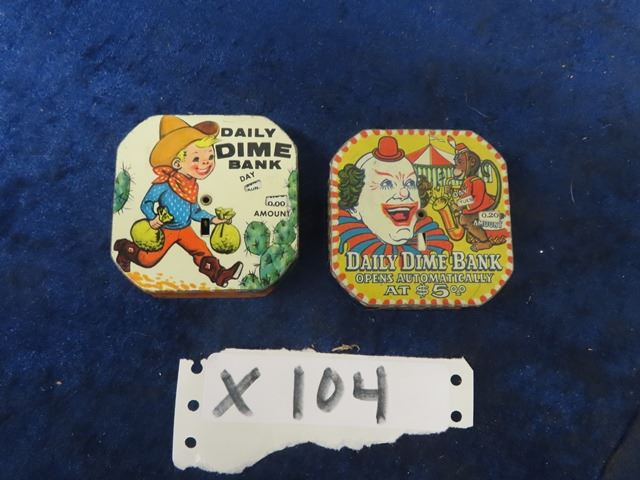 DAILY
DIME
BANK
DAY
0.00
AMOUNT
DAY
0.20
AMOUNT
DAILY DIME BANK
OPENS AUTOMATICALLY
AT $5.00
X 104